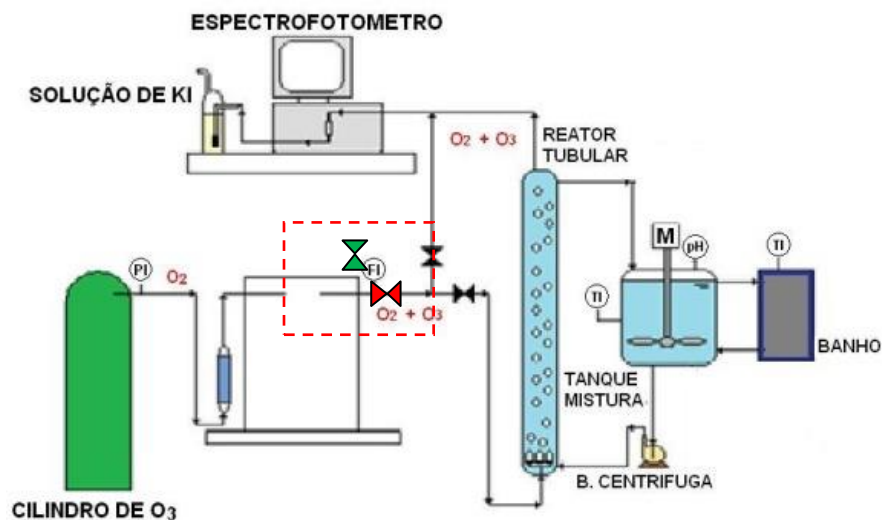 ESPECTROFOTOMETRO
SOLUÇÃO DE KI
O2 + O3
REATOR
TUBULAR
M
pH
TI
PI
O2
FI
O2 + O3
TI
BANHO
TANQUE
MISTURA
B. CENTRIFUGA
CILINDRO DE O3